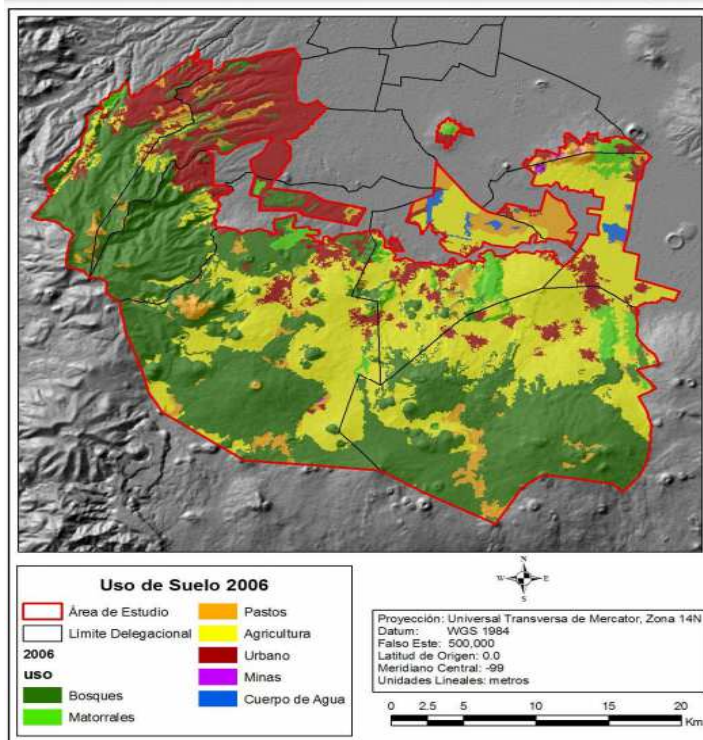 Uso de Suelo 2006
Área de Estudio
Limite Delegacional
2006
uso
Bosques
Matorrales
Pastos
Agricultura
Urbano
Minas
Cuerpo de Agua
N
W E
S
Proyección: Universal Transversa de Mercator, Zona 14N
Datum: WGS 1984
Falso Este: 500,000
Latitud de Origen: 0.0
Meridiano Central: -99
Unidades Lineales: metros
0 2.5 5 10 15 20
Km